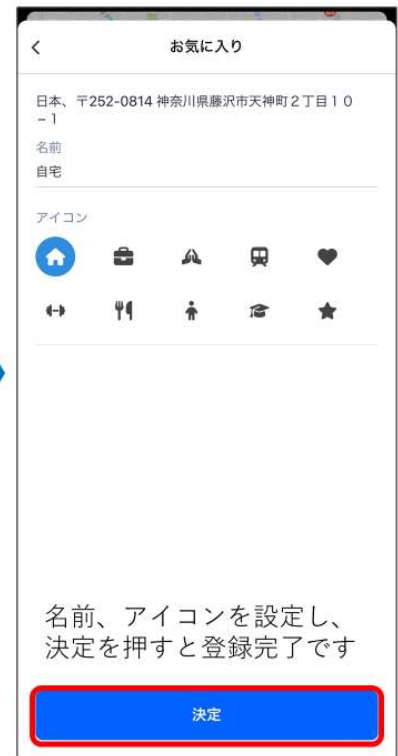 お気に入り
日本、〒252-0814 神奈川県藤沢市天神町２丁目１０
－１
名前
自宅
アイコン
名前、アイコンを設定し、
決定を押すと登録完了です
決定